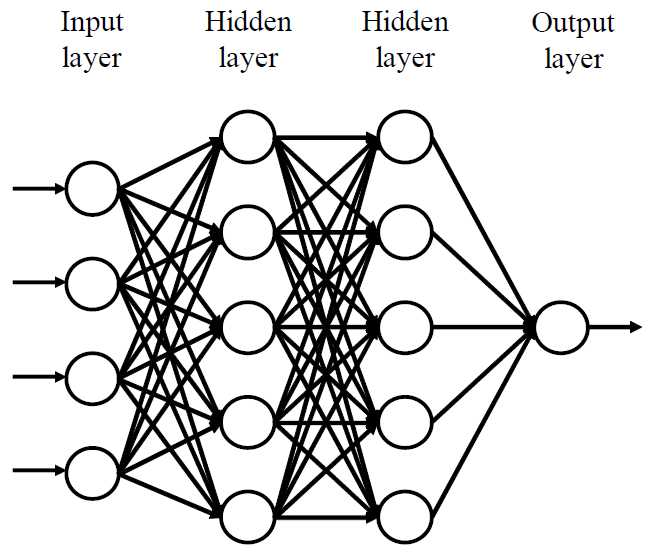 Input
layer
Hidden
layer
Hidden
layer
Output
layer